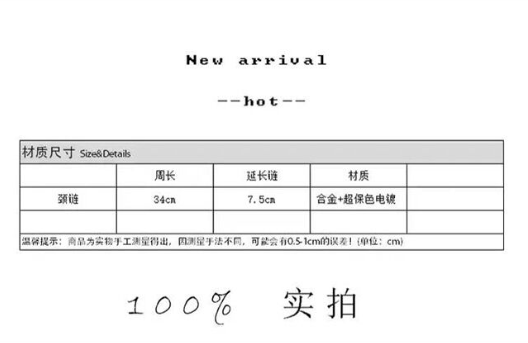 New arrival
--hot--
材质尺寸 Size&Details
周长 延长链 材质
颈链 34cm 7.5cm 合金+超保色电镀
温馨提示：商品为实物手工测量得出，因测量手法不同，可能会有0.5-1cm的误差！(单位：cm)
100% 实拍